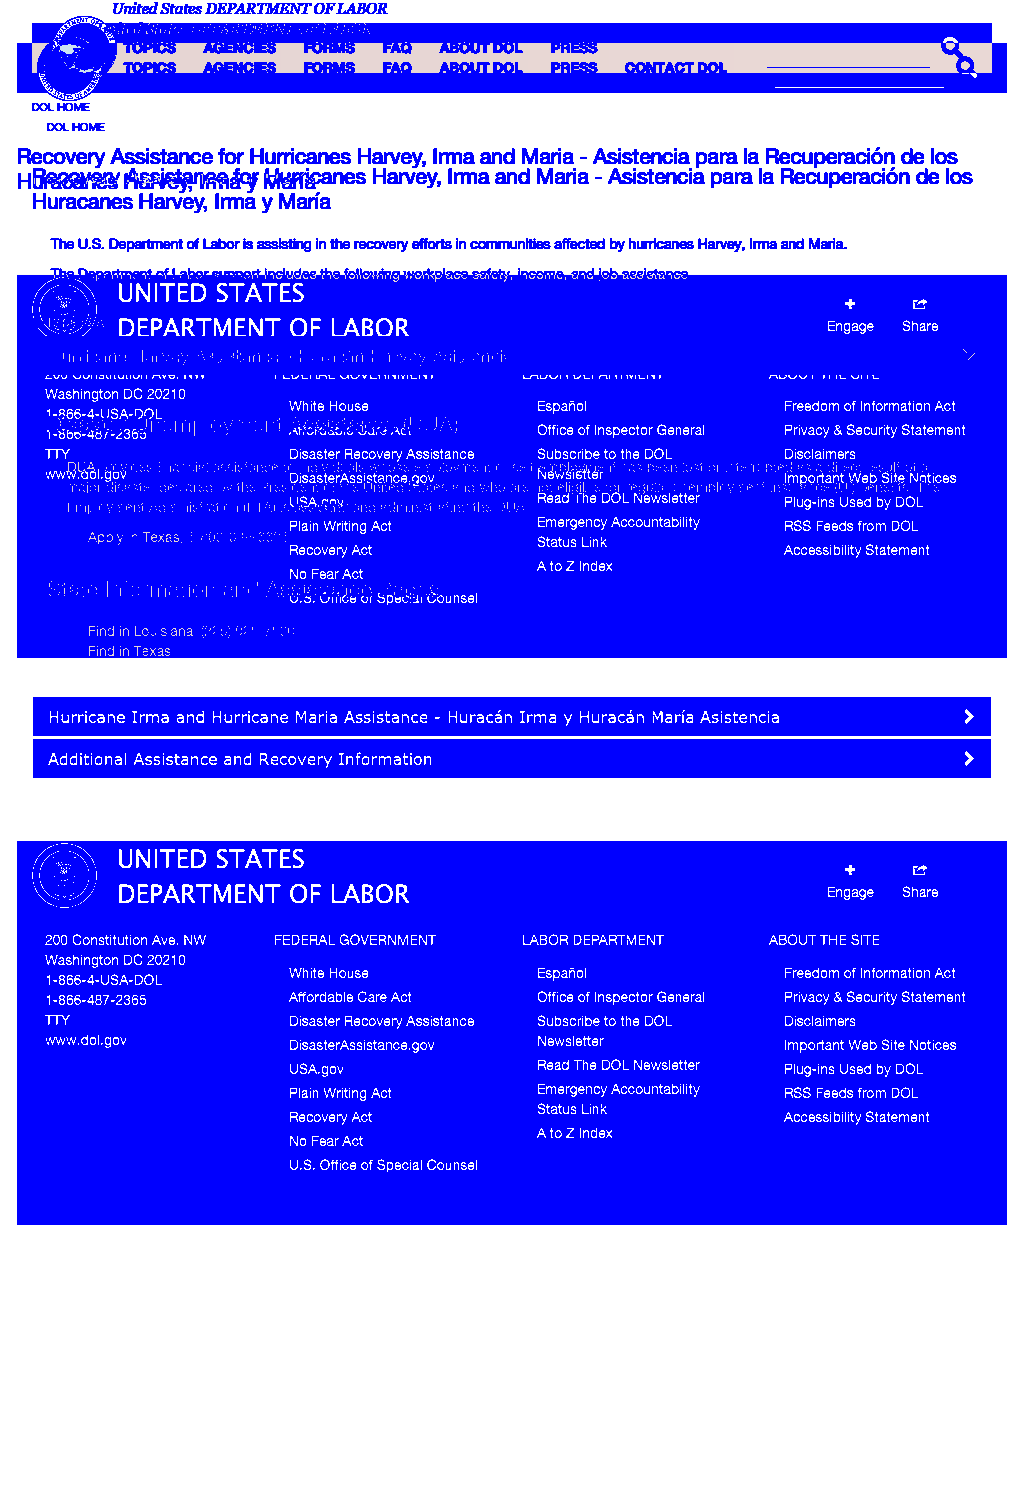 United States DEPARTMENT OF LABOR
TOPICS AGENCIES FORMS FAQ ABOUT DOL PRESS
TOPICS AGENCIES FORMS FAQ ABOUT DOL PRESS CONTACT DOL
DOL HOME
DOL HOME
Recovery Assistance for Hurricanes Harvey, Irma and Maria - Asistencia para la Recuperación de los
Recovery Assistance for Hurricanes Harvey, Irma and Maria - Asistencia para la Recuperación de los
Huracanes Harvey, Irma y María
Huracanes Harvey, Irma y María
The U.S. Department of Labor is assisting in the recovery efforts in communities affected by hurricanes Harvey, Irma and Maria.
The Department of Labor support includes the following workplace safety, income, and job assistance
UNITED STATES
DEPARTMENT OF LABOR
Engage Share
200 Constitution Ave. NW
Washington DC 20210
1-866-4-USA-DOL
1-866-487-2365
TTY
www.dol.gov
FEDERAL GOVERNMENT
White House
Affordable Care Act
Disaster Recovery Assistance
DisasterAssistance.gov
USA.gov
Plain Writing Act
Recovery Act
No Fear Act
U.S. Office of Special Counsel
LABOR DEPARTMENT
Español
Office of Inspector General
Subscribe to the DOL
Newsletter
Read The DOL Newsletter
Emergency Accountability
Status Link
A to Z Index
ABOUT THE SITE
Freedom of Information Act
Privacy & Security Statement
Disclaimers
Important Web Site Notices
Plug-ins Used by DOL
RSS Feeds from DOL
Accessibility Statement
Apply in Texas,
State Information and
Find in Louisiana
Find in Texas
Hurricane Irma and Hurricane Maria Assistance - Huracán Irma y Huracán María Asistencia
Additional Assistance and Recovery Information
UNITED STATES
DEPARTMENT OF LABOR
Engage Share
200 Constitution Ave. NW
Washington DC 20210
1-866-4-USA-DOL
1-866-487-2365
TTY
www.dol.gov
FEDERAL GOVERNMENT
White House
Affordable Care Act
Disaster Recovery Assistance
DisasterAssistance.gov
USA.gov
Plain Writing Act
Recovery Act
No Fear Act
U.S. Office of Special Counsel
LABOR DEPARTMENT
Español
Office of Inspector General
Subscribe to the DOL
Newsletter
Read The DOL Newsletter
Emergency Accountability
Status Link
A to Z Index
ABOUT THE SITE
Freedom of Information Act
Privacy & Security Statement
Disclaimers
Important Web Site Notices
Plug-ins Used by DOL
RSS Feeds from DOL
Accessibility Statement